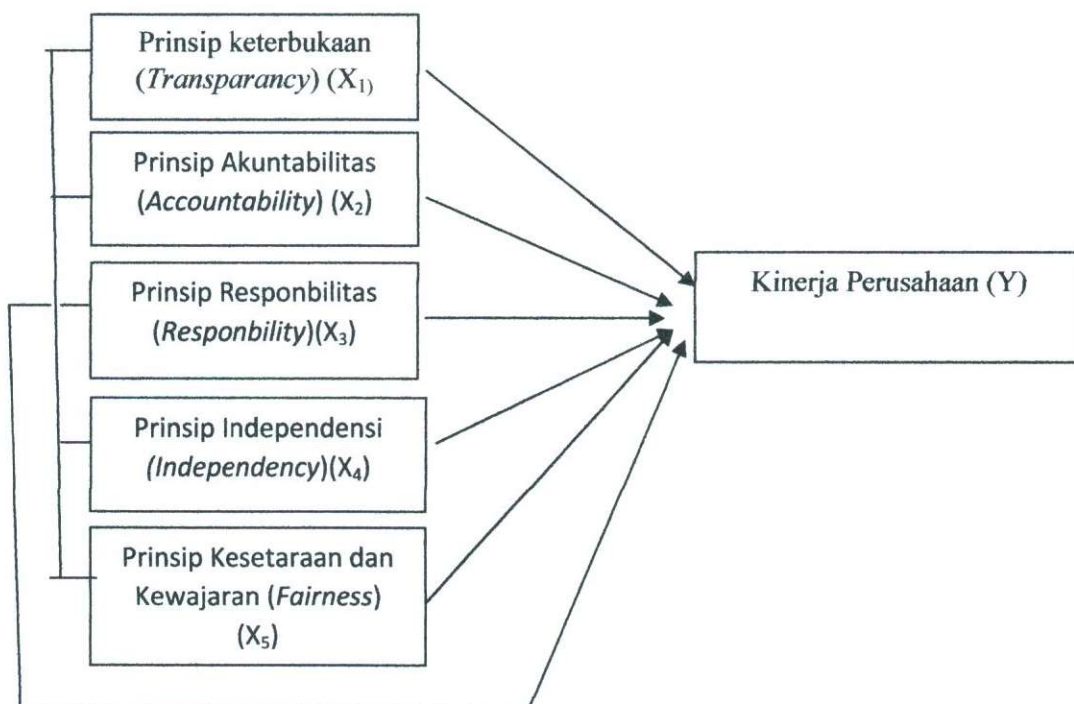 Prinsip keterbukaan
(Transparancy) (X1)
Prinsip Akuntabilitas
(Accountability) (X2)
Prinsip Responbilitas
(Responbility)(X3)
Prinsip Independensi
(Independency)(X4)
Prinsip Kesetaraan dan
Kewajaran (Fairness)
(X5)
Kinerja Perusahaan (Y)